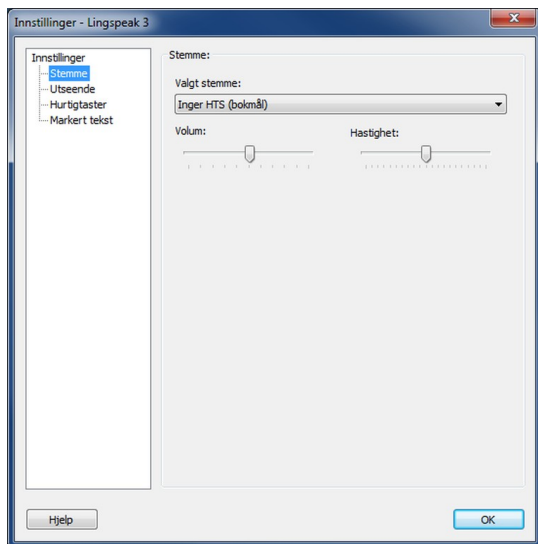 Innstillinger - Lingspeak 3
Innstillinger
Stemme
Utseende
Hurtigtaster
Markert tekst
Stemme:
Valgt stemme:
Inger HTS (bokmål)
Volum:
Hastighet:
Hjelp
OK